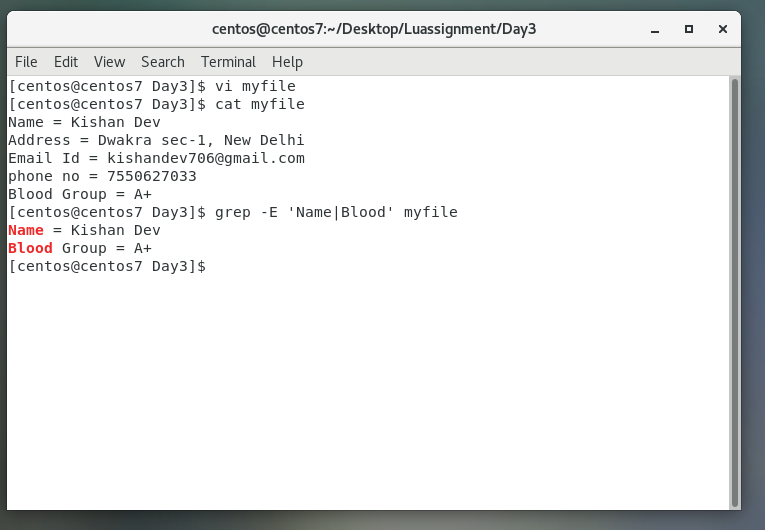 centos@centos7:~/Desktop/Luassignment/Day3
File Edit View Search Terminal Help
[centos@centos7 Day3]$ vi myfile
[centos@centos7 Day3]$ cat myfile
Name = Kishan Dev
Address = Dwakra sec-1, New Delhi
Email Id = kishandev706@gmail.com
phone no = 7550627033
Blood Group = A+
[centos@centos7 Day3]$ grep -E 'Name|Blood' myfile
Name = Kishan Dev
Blood Group = A+
[centos@centos7 Day3]$